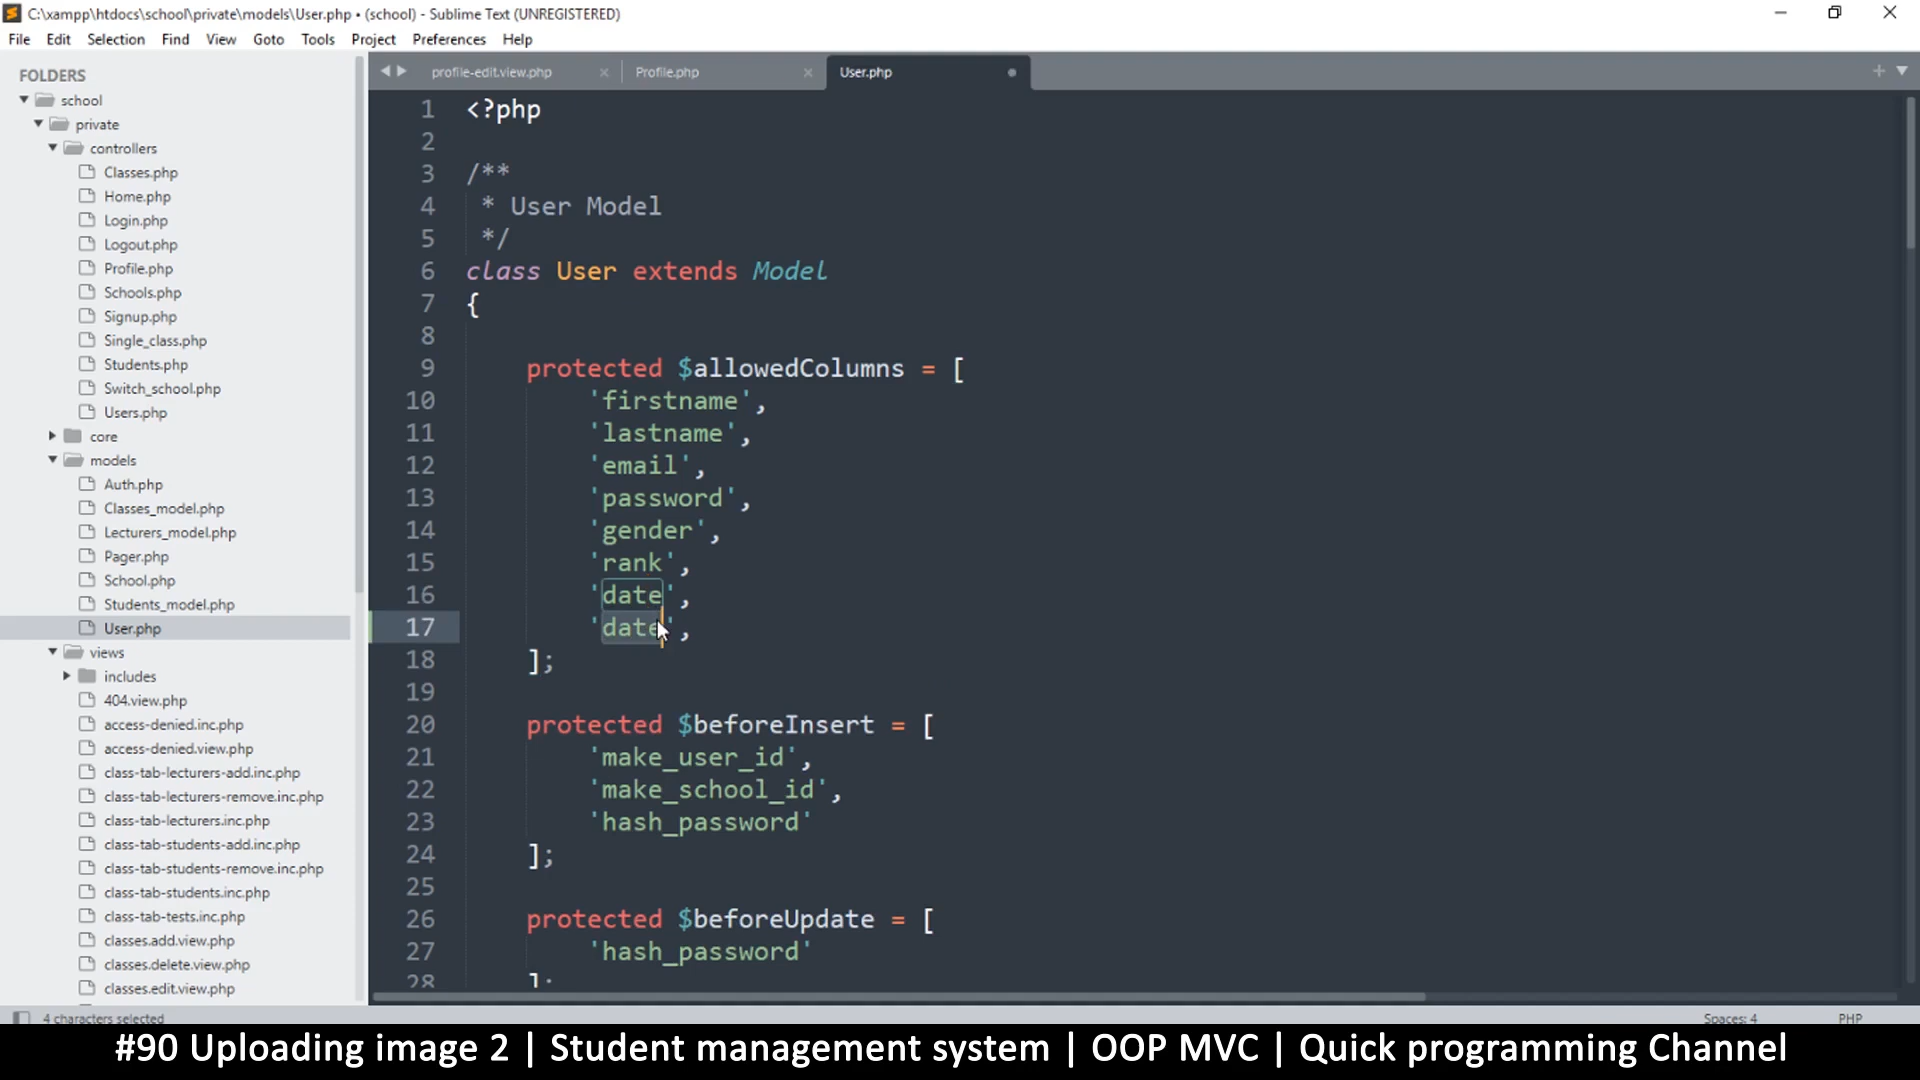 C:\xampp\htdocs\school\private\models\User.php • (school) - Sublime Text (UNREGISTERED)
File Edit Selection Find View Goto Tools Project Preferences Help
FOLDERS
school
private
controllers
Classes.php
Home.php
Login.php
Logout.php
Profile.php
Schools.php
Signup.php
Single_class.php
Students.php
Switch_school.php
Users.php
core
models
Auth.php
Classes_model.php
Lecturers_model.php
Pager.php
School.php
Students_model.php
User.php
views
includes
404.view.php
access-denied.inc.php
access-denied.view.php
class-tab-lecturers-add.inc.php
class-tab-lecturers-remove.inc.php
class-tab-lecturers.inc.php
class-tab-students-add.inc.php
class-tab-students-remove.inc.php
class-tab-students.inc.php
class-tab-tests.inc.php
classes.add.view.php
classes.delete.view.php
classes.edit.view.php
profile-edit.view.php Profile.php User.php
1 <?php
2
3 /**
4 * User Model
5 */
6 class User extends Model
7 {
8
9 protected $allowedColumns = [
10 'firstname',
11 'lastname',
12 'email',
13 'password',
14 'gender',
15 'rank',
16 'date',
17 'date',
18 ];
19
20 protected $beforeInsert = [
21 'make_user_id',
22 'make_school_id',
23 'hash_password'
24 ];
25
26 protected $beforeUpdate = [
27 'hash_password'
28 ];
4 characters selected Spaces: 4 PHP
#90 Uploading image 2 | Student management system | OOP MVC | Quick programming Channel